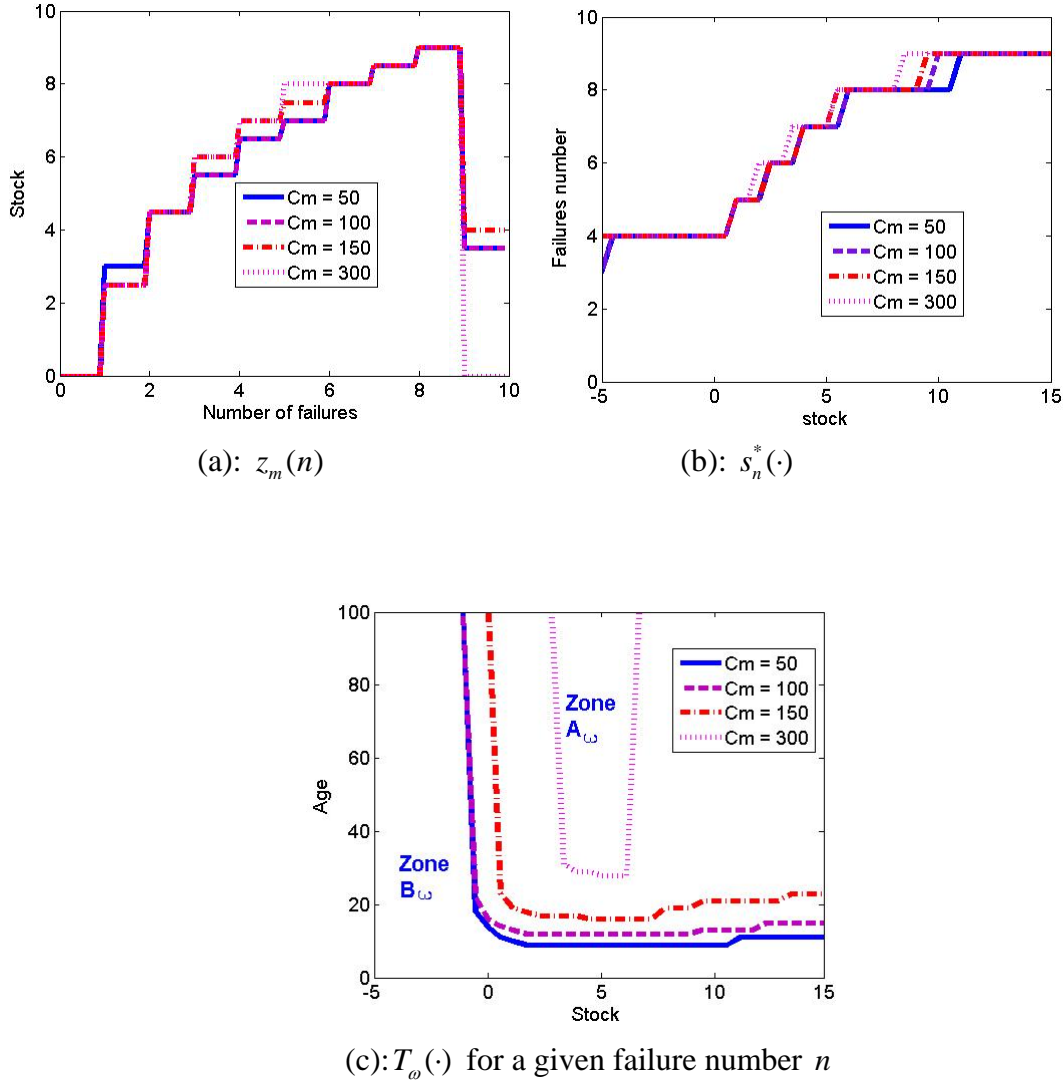 10
8
6
4
2
0
Stock
Cm = 50
Cm = 100
Cm = 150
Cm = 300
0 2 4 6 8 10
Number of failures
(a): z_m(n)
10
8
6
4
2
0
Failures number
Cm = 50
Cm = 100
Cm = 150
Cm = 300
-5 0 5 10 15
stock
(b): s_n^*(·)
100
80
60
40
20
0
Age
Zone
A_ω
Zone
B_ω
Cm = 50
Cm = 100
Cm = 150
Cm = 300
-5 0 5 10 15
Stock
(c): T_ω(·) for a given failure number n